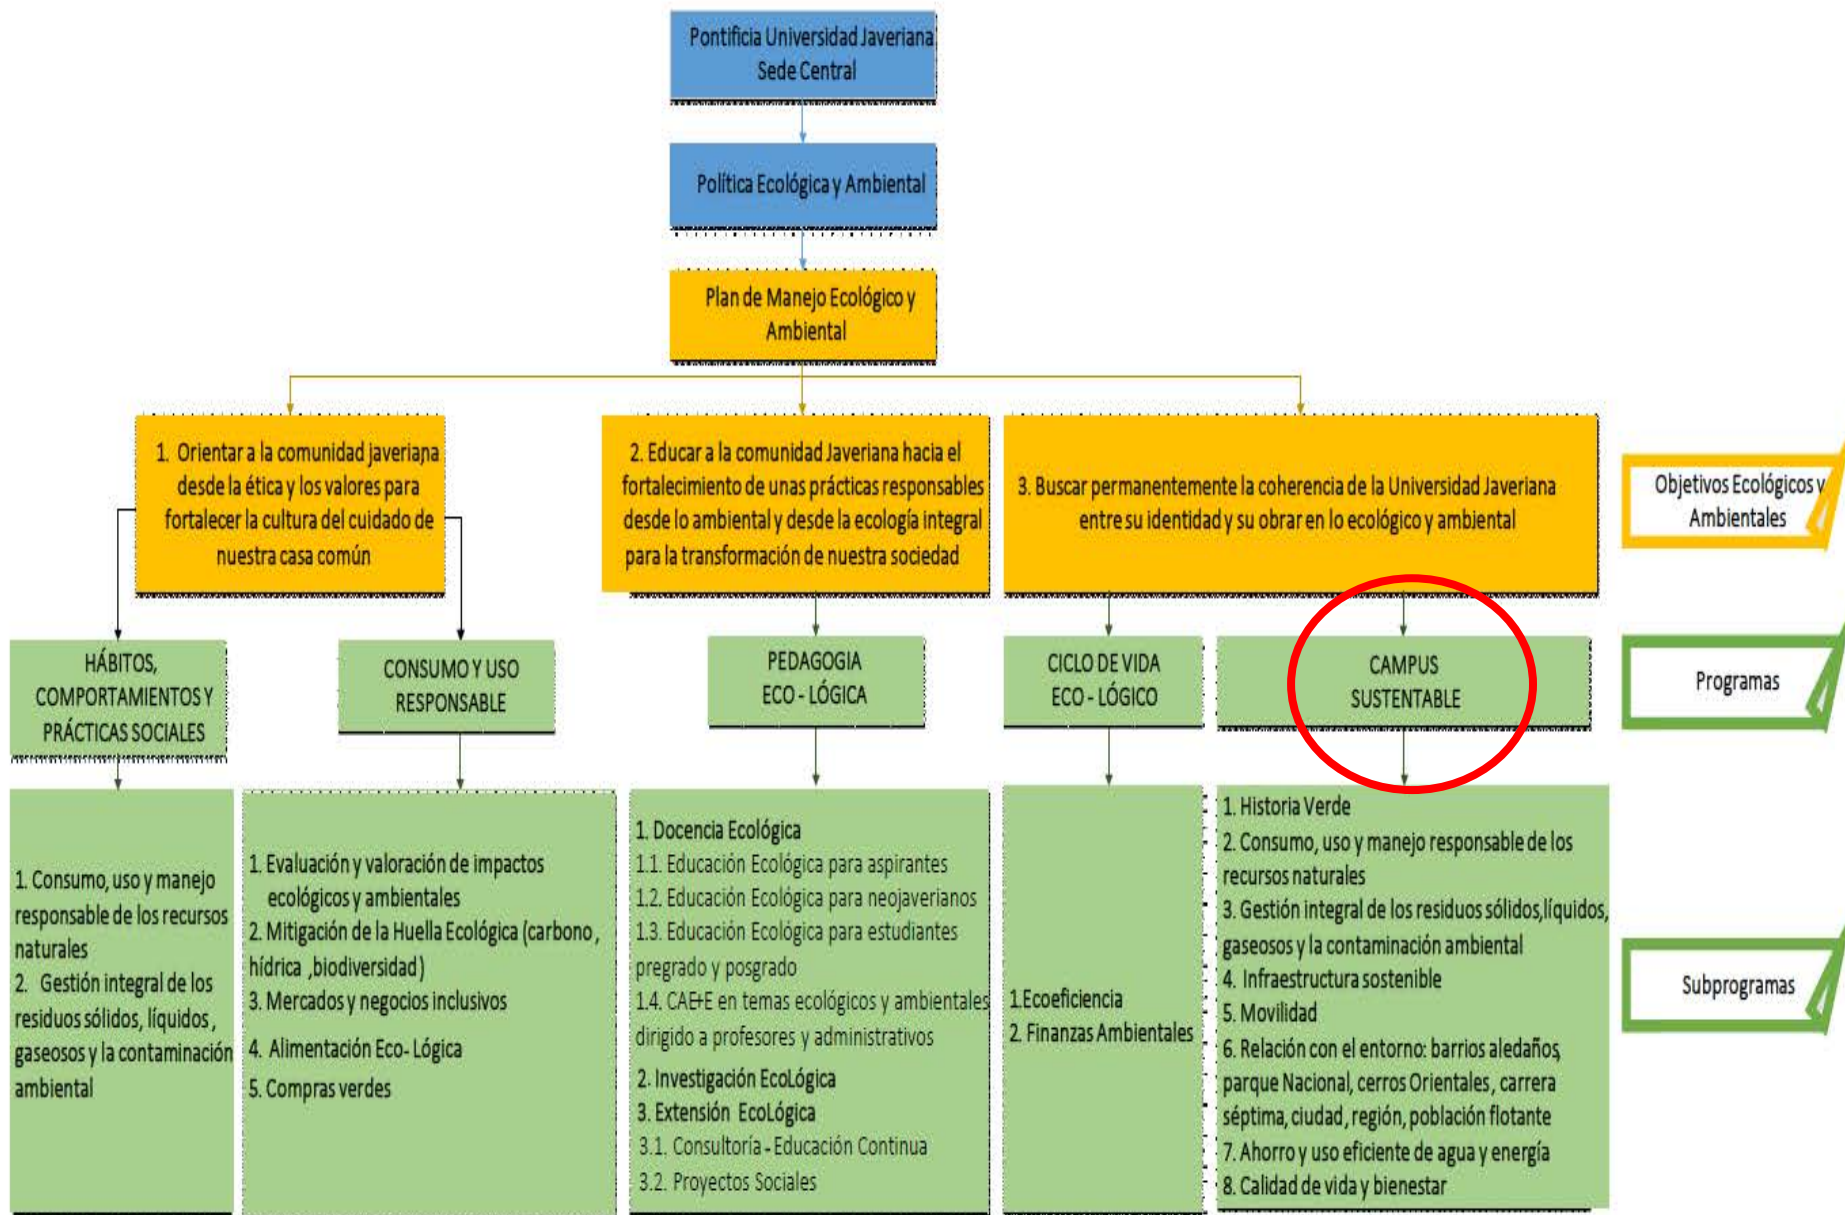 Pontificia Universidad Javeriana
Sede Central
Política Ecológica y Ambiental
Plan de Manejo Ecológico y
Ambiental
1. Orientar a la comunidad javeriana
desde la ética y los valores para
fortalecer la cultura del cuidado de
nuestra casa común
2. Educar a la comunidad Javeriana hacia el
fortalecimiento de unas prácticas responsables
desde lo ambiental y desde la ecología integral
para la transformación de nuestra sociedad
3. Buscar permanentemente la coherencia de la Universidad Javeriana
entre su identidad y su obrar en lo ecológico y ambiental
Objetivos Ecológicos y
Ambientales
HÁBITOS,
COMPORTAMIENTOS Y
PRÁCTICAS SOCIALES
CONSUMO Y USO
RESPONSABLE
PEDAGOGIA
ECO - LÓGICA
CICLO DE VIDA
ECO - LÓGICO
CAMPUS
SUSTENTABLE
Programas
1. Consumo, uso y manejo
responsable de los recursos
naturales
2. Gestión integral de los
residuos sólidos, líquidos ,
gaseosos y la contaminación
ambiental
1. Evaluación y valoración de impactos
ecológicos y ambientales
2. Mitigación de la Huella Ecológica (carbono ,
hídrica ,biodiversidad)
3. Mercados y negocios inclusivos
4. Alimentación Eco- Lógica
5. Compras verdes
1. Docencia Ecológica
1.1. Educación Ecológica para aspirantes
1.2. Educación Ecológica para neojaverianos
1.3. Educación Ecológica para estudiantes
pregrado y posgrado
1.4. CAE+E en temas ecológicos y ambientales
dirigido a profesores y administrativos
2. Investigación EcoLógica
3. Extensión EcoLógica
3.1. Consultoría - Educación Continua
3.2. Proyectos Sociales
1.Ecoeficiencia
2. Finanzas Ambientales
1. Historia Verde
2. Consumo, uso y manejo responsable de los
recursos naturales
3. Gestión integral de los residuos sólidos,líquidos,
gaseosos y la contaminación ambiental
4. Infraestructura sostenible
5. Movilidad
6. Relación con el entorno: barrios aledaños,
parque Nacional, cerros Orientales , carrera
séptima, ciudad, región, población flotante
7. Ahorro y uso eficiente de agua y energía
8. Calidad de vida y bienestar
Subprogramas